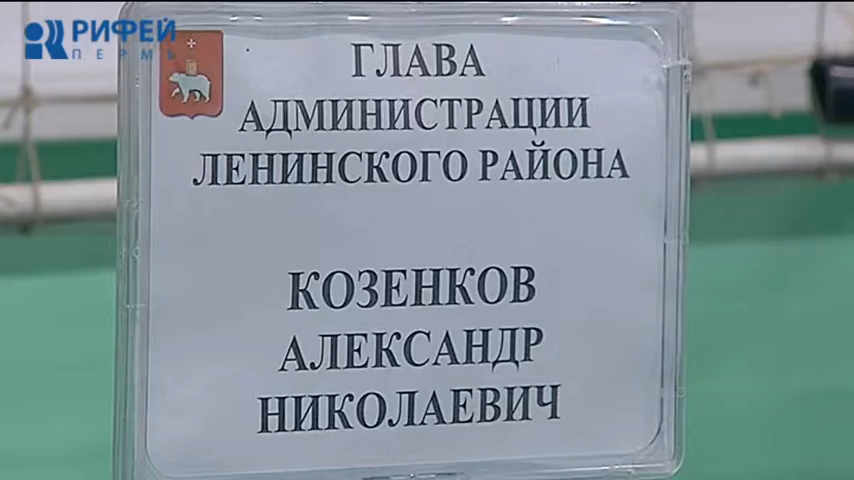 РИФЕЙ
ПЕРМЬ
ГЛАВА
АДМИНИСТРАЦИИ
ЛЕНИНСКОГО РАЙОНА
КОЗЕНКОВ
АЛЕКСАНДР
НИКОЛАЕВИЧ